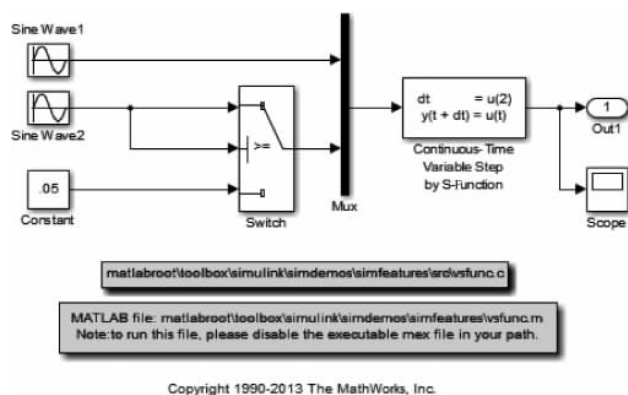 Sine Wave1
Sine Wave2
.05
Constant
>=
Switch
Mux
dt = u(2)
y(t + dt) = u(t)
Continuous-Time
Variable Step
by S-Function
1
Out1
Scope
matlabroot\toolbox\simulink\simdemos\simfeatures\src\vsfunc.c
MATLAB file: matlabroot\toolbox\simulink\simdemos\simfeatures\vsfunc.m
Note:to run this file, please disable the executable mex file in your path.
Copyright 1990-2013 The MathWorks, Inc.